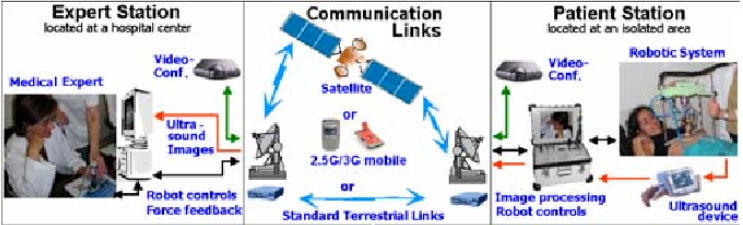 Expert Station
located at a hospital center
Medical Expert
Video-
Conf.
Ultra -
sound
Images
Robot controls
Force feedback
Communication
Links
Satellite
or
2.5G/3G mobile
or
Standard Terrestrial Links
Patient Station
located at an isolated area
Video-
Conf.
Robotic System
Image processing
Robot controls
Ultrasound
device